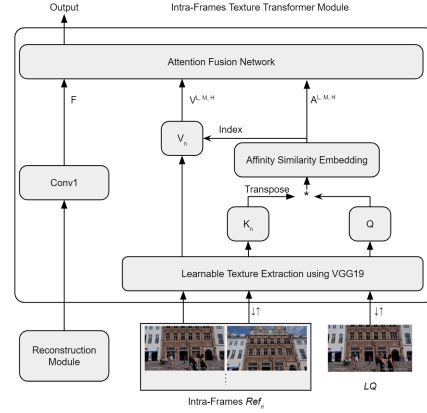 Output
Intra-Frames Texture Transformer Module
Attention Fusion Network
F
V^L, M, H
A^L, M, H
Index
V_n
Affinity Similarity Embedding
Conv1
Transpose
*
K_n
Q
Learnable Texture Extraction using VGG19
↓↑
↓↑
Reconstruction
Module
LQ
Intra-Frames Ref_n